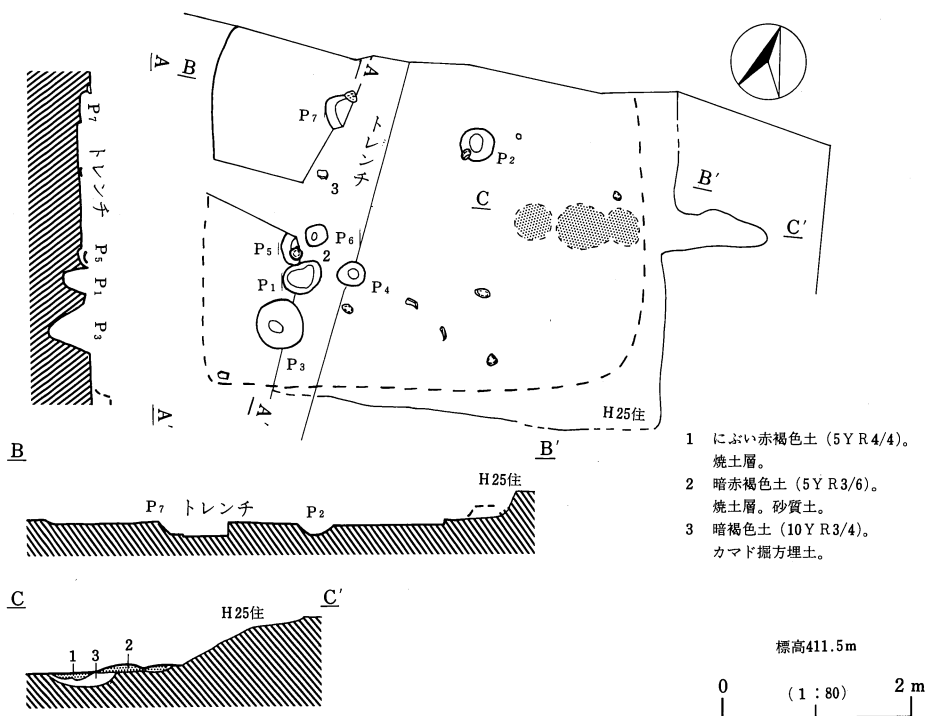 A B
A
P7
トレンチ
P2
3
C
B'
C'
P5
P6
2
P1
P4
P3
H25住
A' A'
P7 トレンチ P5 P1 P3
B B'
P7 トレンチ P2 H25住
C C'
H25住
1 3 2
1 にぶい赤褐色土 (5YR4/4)。
焼土層。
2 暗赤褐色土 (5YR3/6)。
焼土層。砂質土。
3 暗褐色土 (10YR3/4)。
カマド掘方埋土。
標高411.5m
0 (1:80) 2m